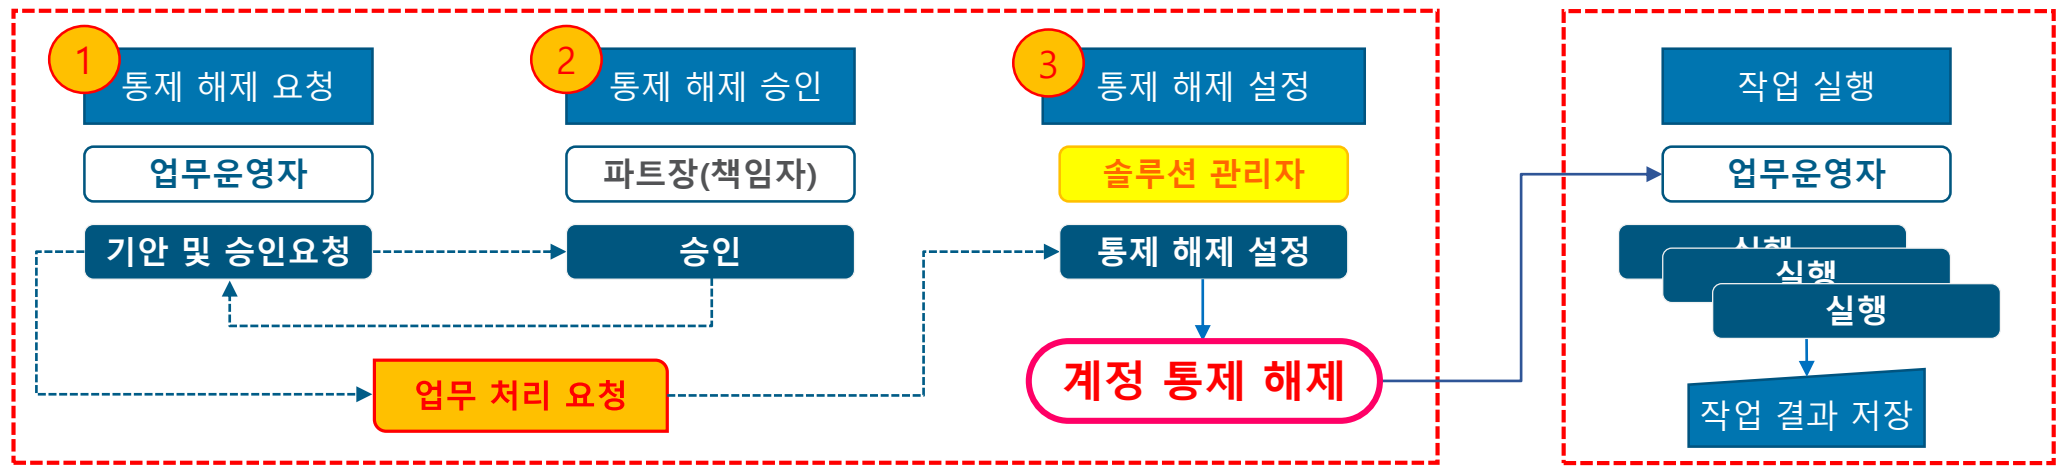 1
통제 해제 요청
업무운영자
기안 및 승인요청
2
통제 해제 승인
파트장(책임자)
승인
업무 처리 요청
3
통제 해제 설정
솔루션 관리자
통제 해제 설정
계정 통제 해제
작업 실행
업무운영자
실행
실행
실행
작업 결과 저장